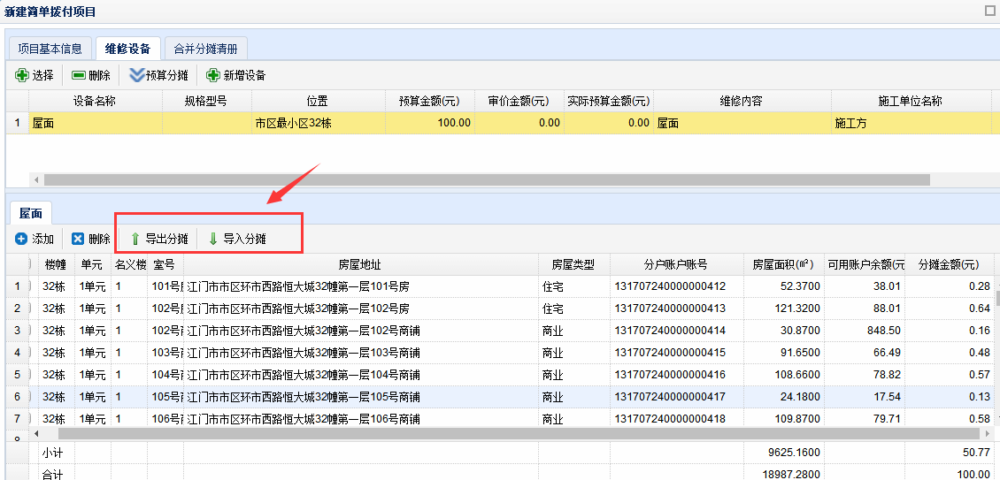 新建简单拨付项目
项目基本信息 维修设备 合并分摊清册
选择 删除 预算分摊 新增设备
设备名称 规格型号 位置 预算金额(元) 审价金额(元) 实际预算金额(元) 维修内容 施工单位名称
1 屋面 市区最小区32栋 100.00 0.00 0.00 屋面 施工方
屋面
添加 删除 导出分摊 导入分摊
楼幢 单元 名义楼 室号 房屋地址 房屋类型 分户账户账号 房屋面积(㎡) 可用账户余额(元 分摊金额(元)
1 32栋 1单元 1 101号 江门市市区环市西路恒大城32幢第一层101号房 住宅 131707240000000412 52.3700 38.01 0.28
2 32栋 1单元 1 102号 江门市市区环市西路恒大城32幢第一层102号房 住宅 131707240000000413 121.3200 88.01 0.64
3 32栋 1单元 1 102号 江门市市区环市西路恒大城32幢第一层102号商铺 商业 131707240000000414 30.8700 848.50 0.16
4 32栋 1单元 1 103号 江门市市区环市西路恒大城32幢第一层103号商铺 商业 131707240000000415 91.6500 66.49 0.48
5 32栋 1单元 1 104号 江门市市区环市西路恒大城32幢第一层104号商铺 商业 131707240000000416 108.6600 78.82 0.57
6 32栋 1单元 1 105号 江门市市区环市西路恒大城32幢第一层105号商铺 商业 131707240000000417 24.1800 17.54 0.13
7 32栋 1单元 1 106号 江门市市区环市西路恒大城32幢第一层106号商铺 商业 131707240000000418 109.8700 79.71 0.58
小计 9625.1600 50.77
合计 18987.2800 100.00